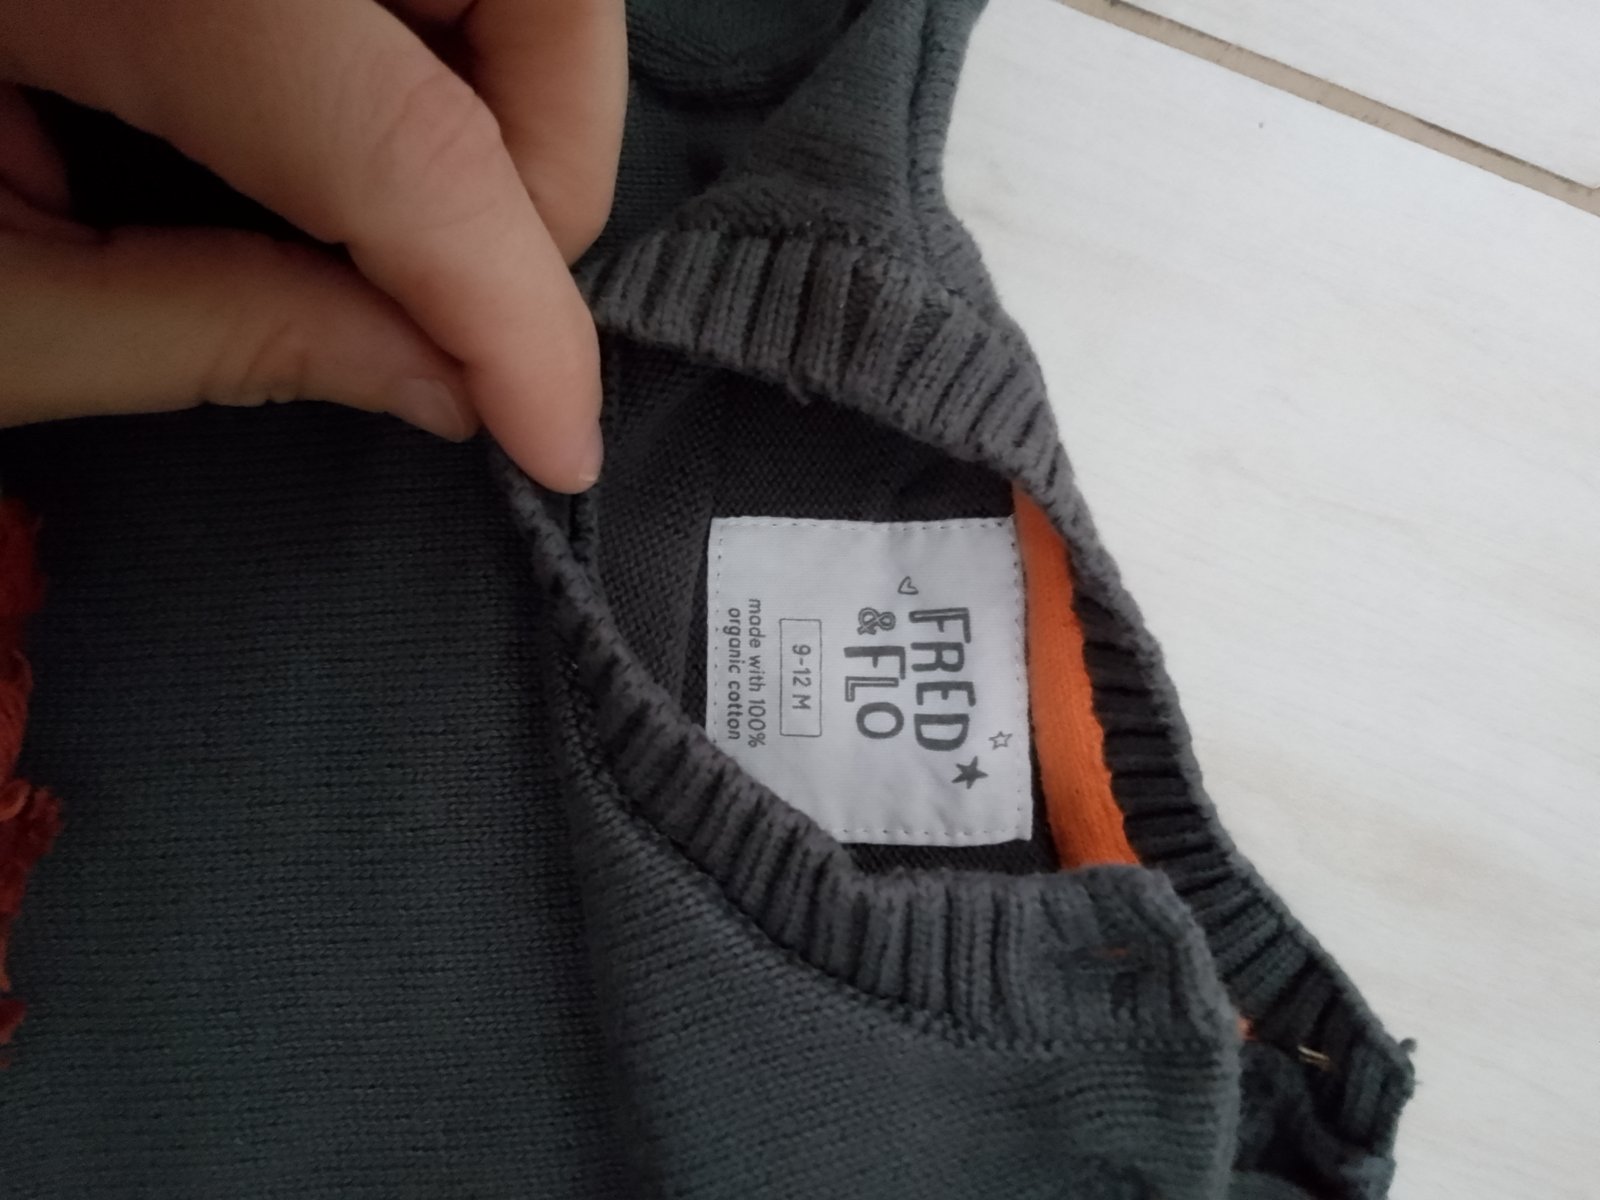 FRED
& FLO
9-12 M
made with 100%
organic cotton